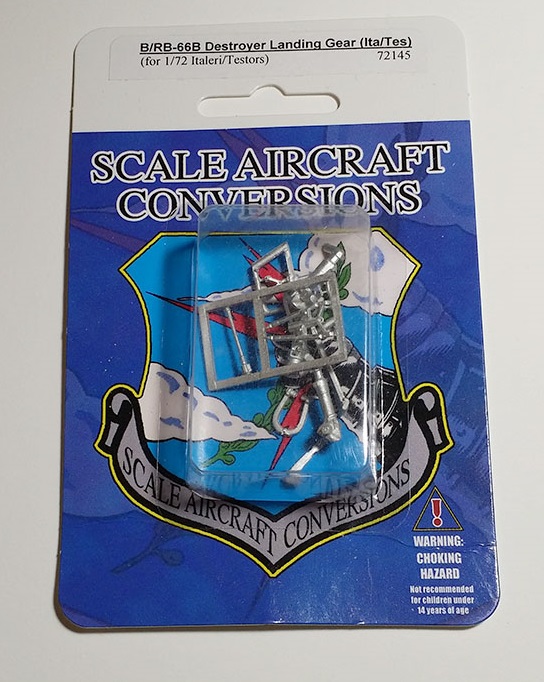 B/RB-66B Destroyer Landing Gear (Ita/Tes)
(for 1/72 Italeri/Testors) 72145
SCALE AIRCRAFT
CONVERSIONS
SCALE AIRCRAFT CONVERSIONS
WARNING:
CHOKING
HAZARD
Not recommended
for children under
14 years of age